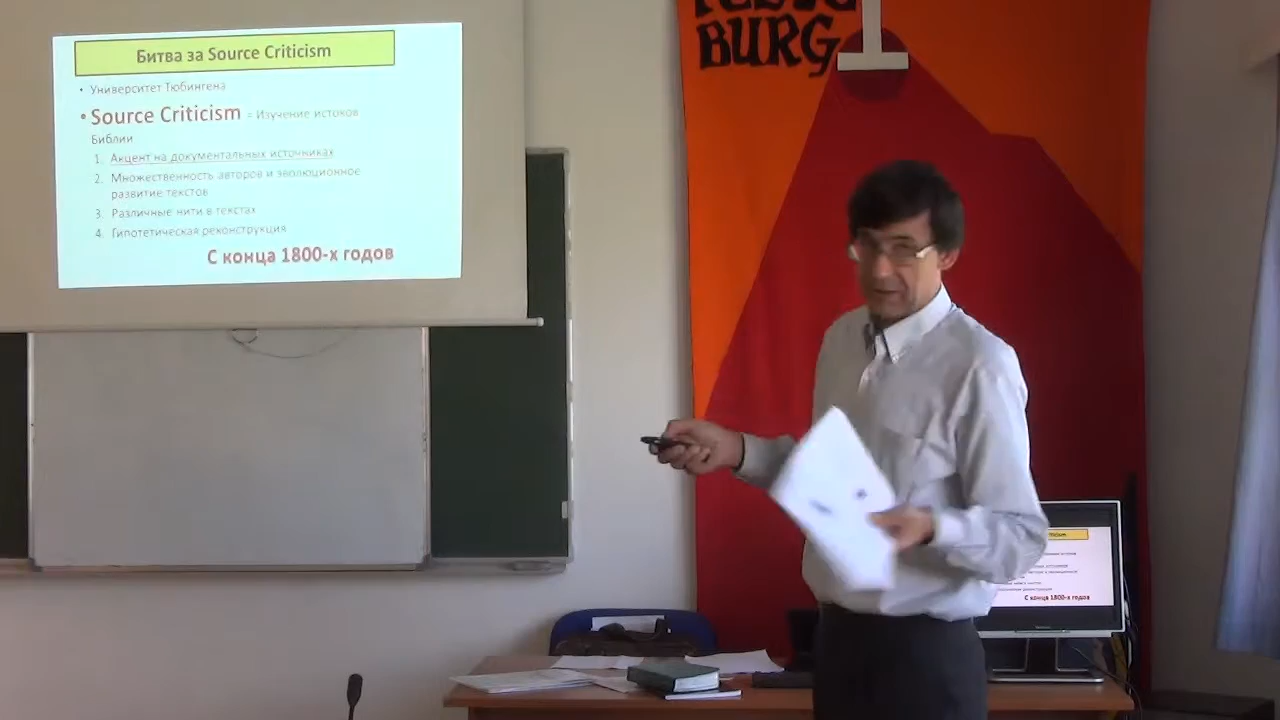 Битва за Source Criticism
• Университет Тюбингена
• Source Criticism = Изучение истоков
Библии
1. Акцент на документальных источниках
2. Множественность авторов и эволюционное
развитие текстов
3. Различные нити в текстах
4. Гипотетическая реконструкция
С конца 1800-х годов
BURG
С конца 1800-х годов